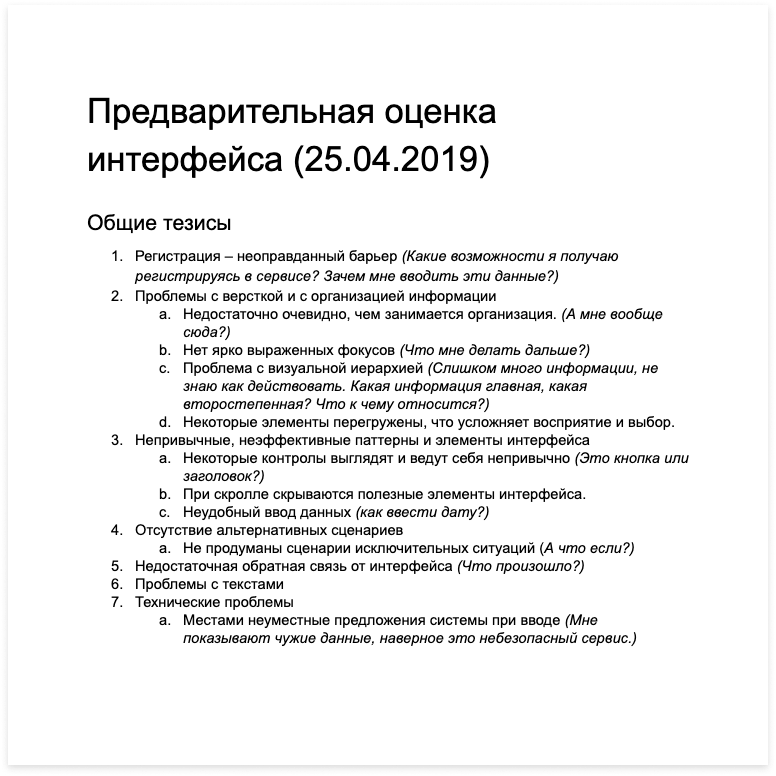 Предварительная оценка
интерфейса (25.04.2019)
Общие тезисы
1. Регистрация – неоправданный барьер (Какие возможности я получаю
регистрируясь в сервисе? Зачем мне вводить эти данные?)
2. Проблемы с версткой и с организацией информации
a. Недостаточно очевидно, чем занимается организация. (А мне вообще
сюда?)
b. Нет ярко выраженных фокусов (Что мне делать дальше?)
c. Проблема с визуальной иерархией (Слишком много информации, не
знаю как действовать. Какая информация главная, какая
второстепенная? Что к чему относится?)
d. Некоторые элементы перегружены, что усложняет восприятие и выбор.
3. Непривычные, неэффективные паттерны и элементы интерфейса
a. Некоторые контролы выглядят и ведут себя непривычно (Это кнопка или
заголовок?)
b. При скролле скрываются полезные элементы интерфейса.
c. Неудобный ввод данных (как ввести дату?)
4. Отсутствие альтернативных сценариев
a. Не продуманы сценарии исключительных ситуаций (А что если?)
5. Недостаточная обратная связь от интерфейса (Что произошло?)
6. Проблемы с текстами
7. Технические проблемы
a. Местами неуместные предложения системы при вводе (Мне
показывают чужие данные, наверное это небезопасный сервис.)